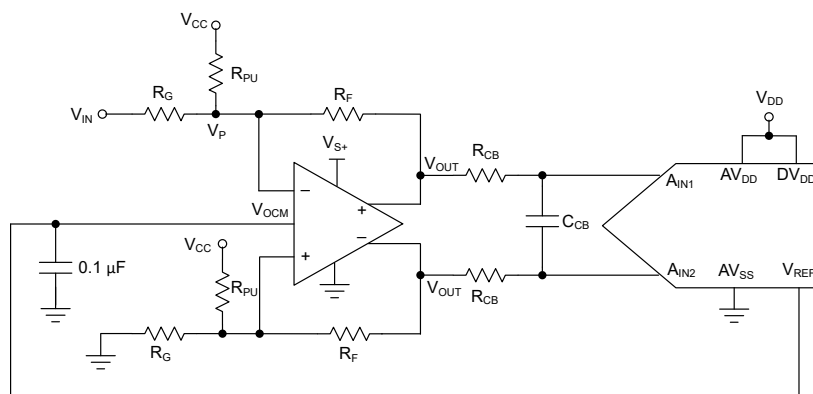 VCC
RPU
RG
RF
VIN
VP
VS+
VOUT
RCB
VDD
AIN1
AVDD
DVDD
VOCM
−
+
+
−
CCB
0.1 µF
VCC
RPU
VOUT
RCB
AIN2
AVSS
VREF
RG
RF